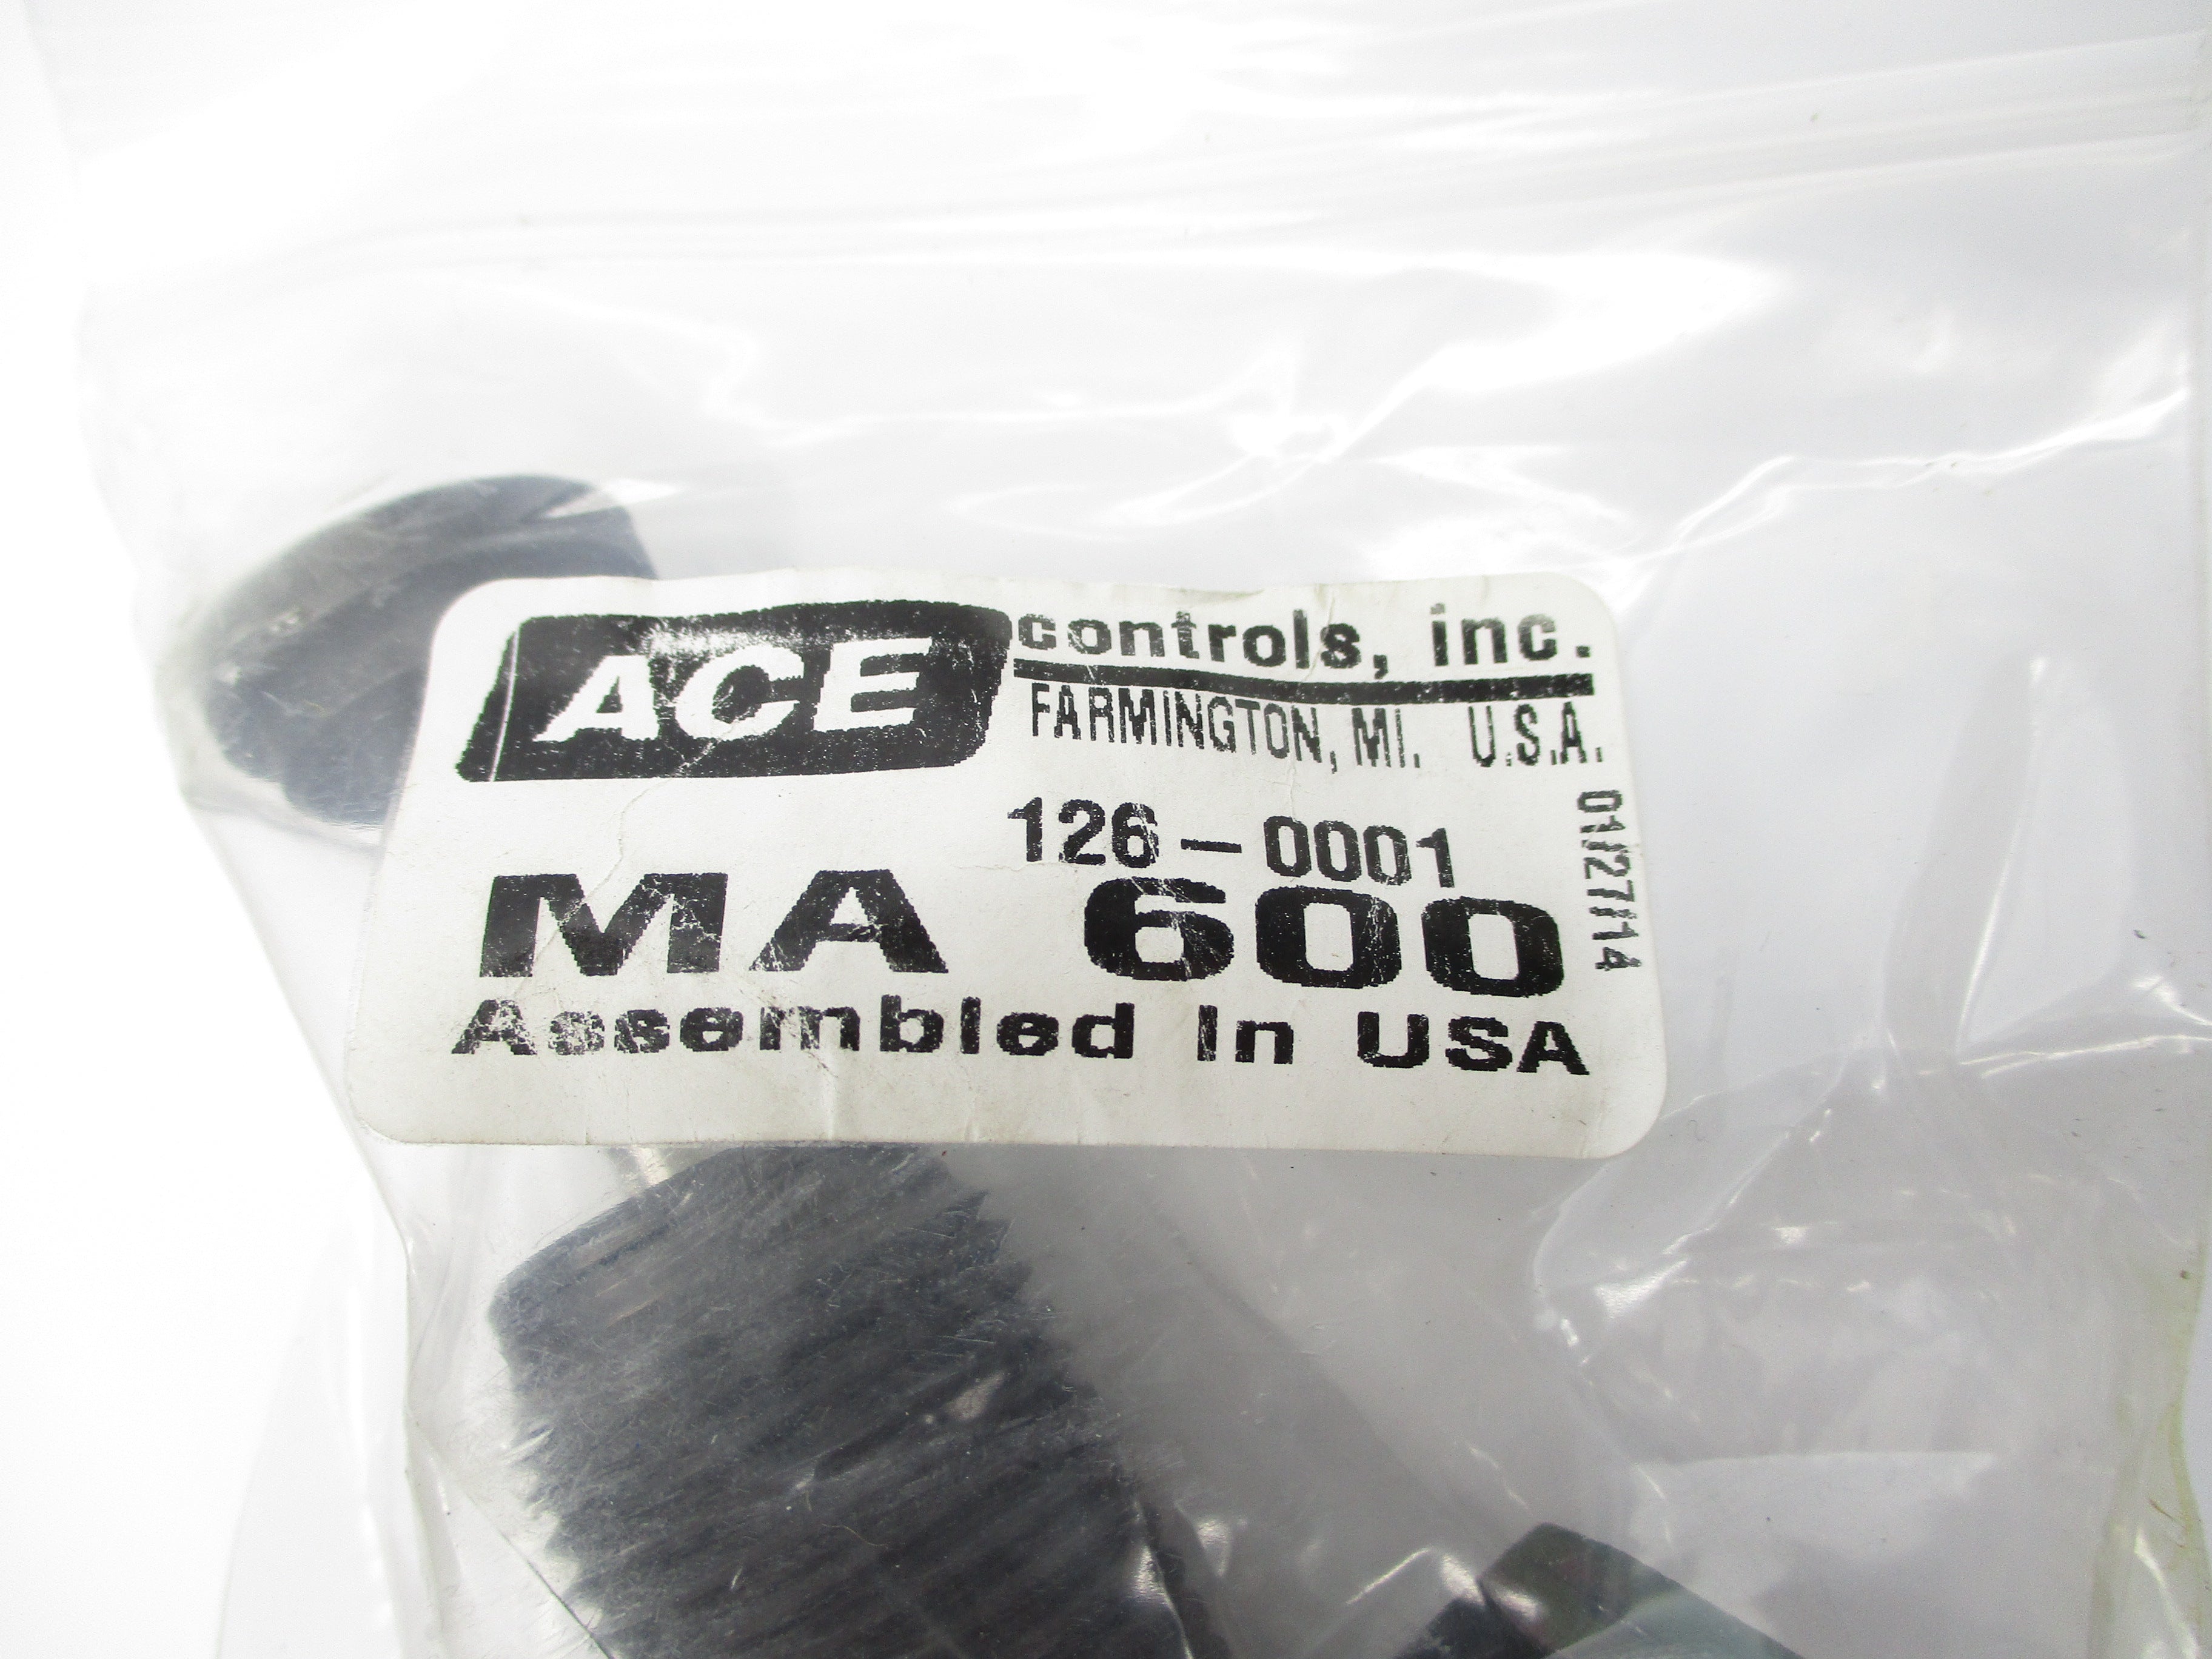 ACE controls, inc.
FARMINGTON, MI. U.S.A.
126-0001
MA 600
Assembled In USA
01/27/14